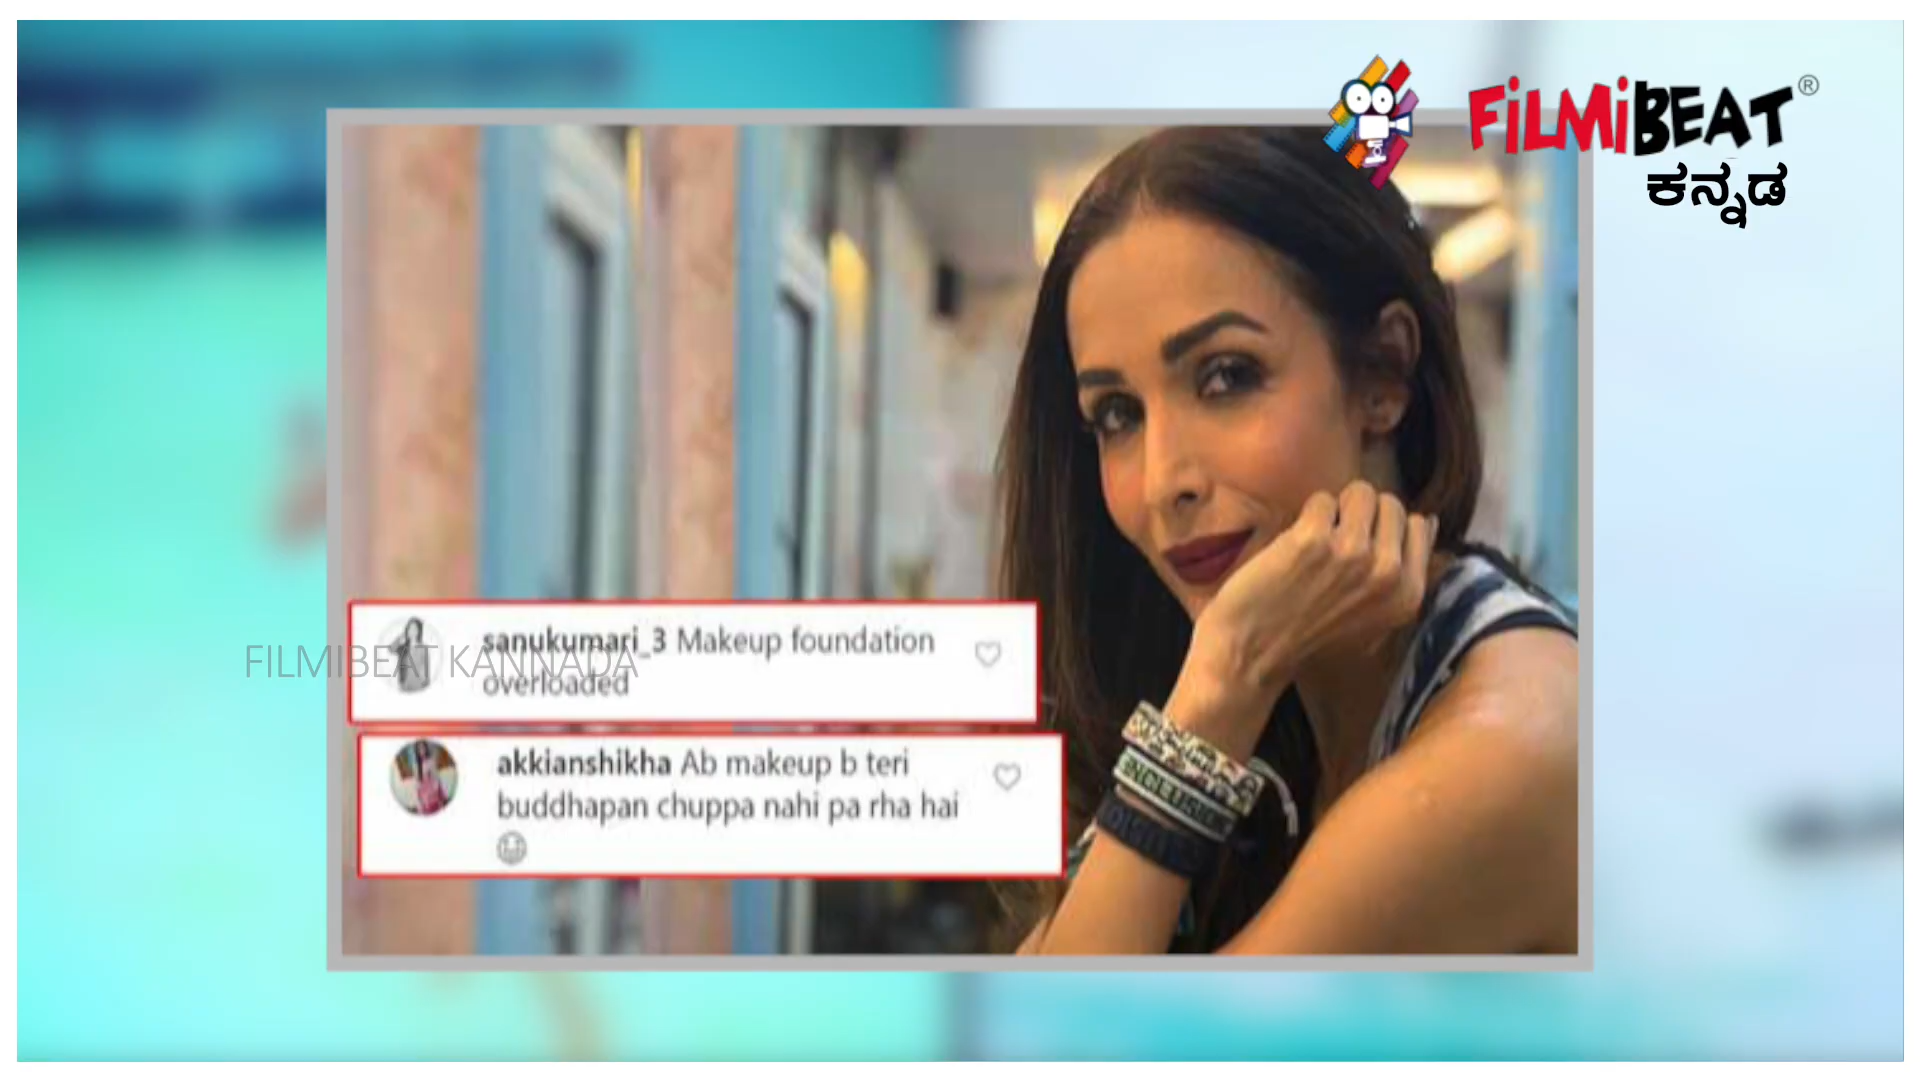 FiLMiBEAT®
ಕನ್ನಡ
sanukumari_3 Makeup foundation
overloaded
FILMIBEAT KANNADA
akkianshikha Ab makeup b teri
buddhapan chuppa nahi pa rha hai